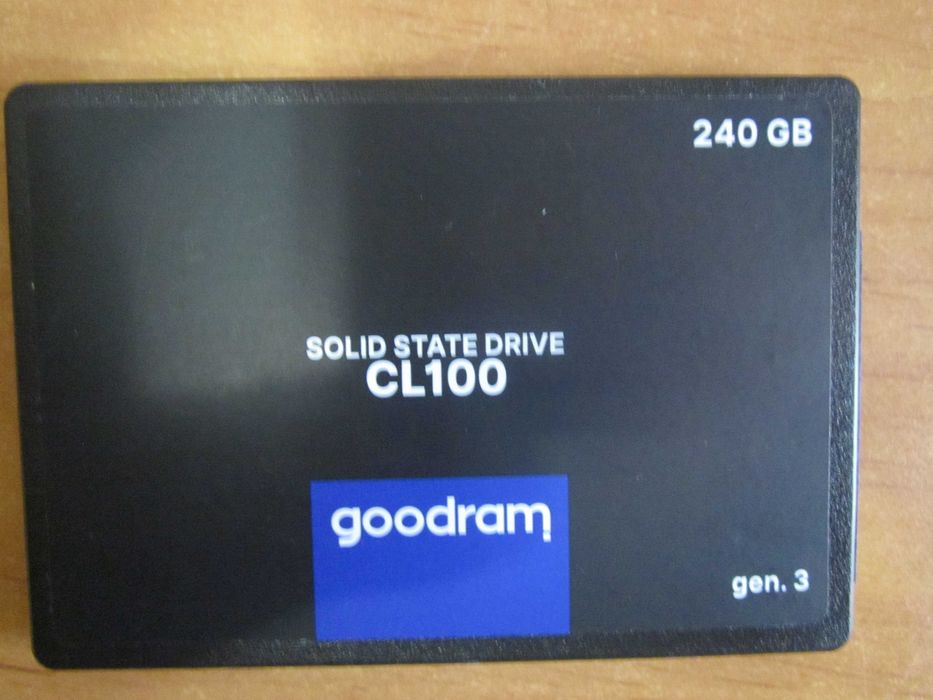 240 GB
SOLID STATE DRIVE
CL100
goodram
gen. 3